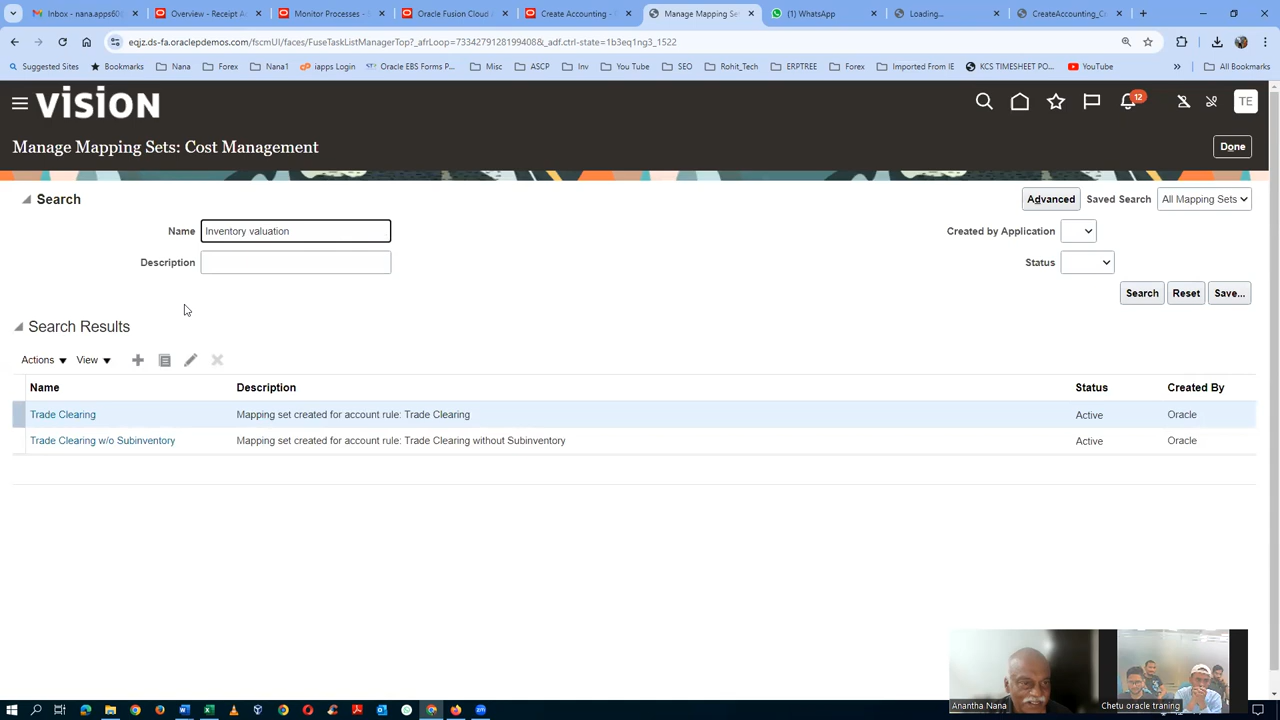 Inbox - nana.apps60
Overview - Receipt A
Monitor Processes - S
Oracle Fusion Cloud A
Create Accounting - F
Manage Mapping Set
(1) WhatsApp
Loading...
CreateAccounting_C
eqjz.ds-fa.oraclepdemos.com/fscmUI/faces/FuseTaskListManagerTop?_afrLoop=7334279128199408&_adf.ctrl-state=1b3eq1ng3_1522
Suggested Sites Bookmarks Nana Forex Nana1 iapps Login Oracle EBS Forms P... Misc ASCP Inv You Tube SEO Rohit_Tech ERPTREE Forex Imported From IE KCS TIMESHEET PO... YouTube » All Bookmarks
VISION
12
TE
Manage Mapping Sets: Cost Management
Done
Search
Advanced Saved Search All Mapping Sets
Name Inventory valuation Created by Application
Description Status
Search Reset Save...
Search Results
Actions View
Name Description Status Created By
Trade Clearing Mapping set created for account rule: Trade Clearing Active Oracle
Trade Clearing w/o Subinventory Mapping set created for account rule: Trade Clearing without Subinventory Active Oracle
Anantha Nana
Chetu oracle traning